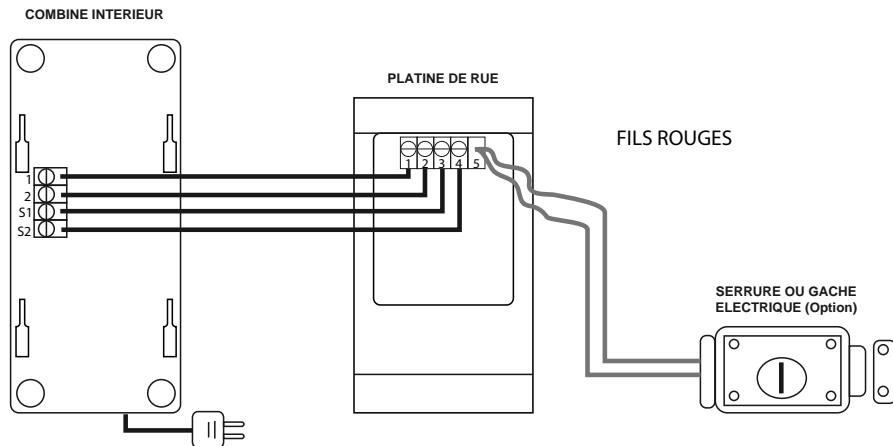 COMBINE INTERIEUR
PLATINE DE RUE
FILS ROUGES
1 2 3 4 5
1
2
S1
S2
SERRURE OU GACHE
ELECTRIQUE (Option)